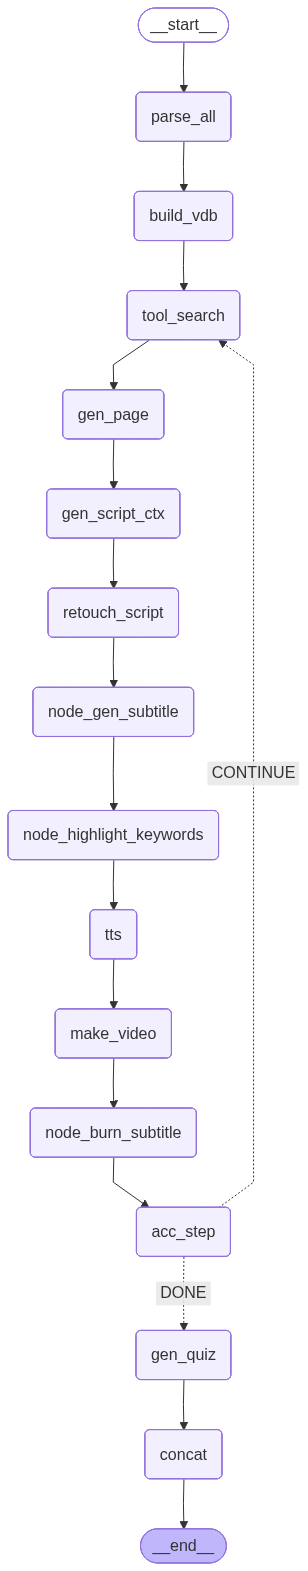 __start__
parse_all
build_vdb
tool_search
gen_page
gen_script_ctx
retouch_script
node_gen_subtitle
CONTINUE
node_highlight_keywords
tts
make_video
node_burn_subtitle
acc_step
DONE
gen_quiz
concat
__end__